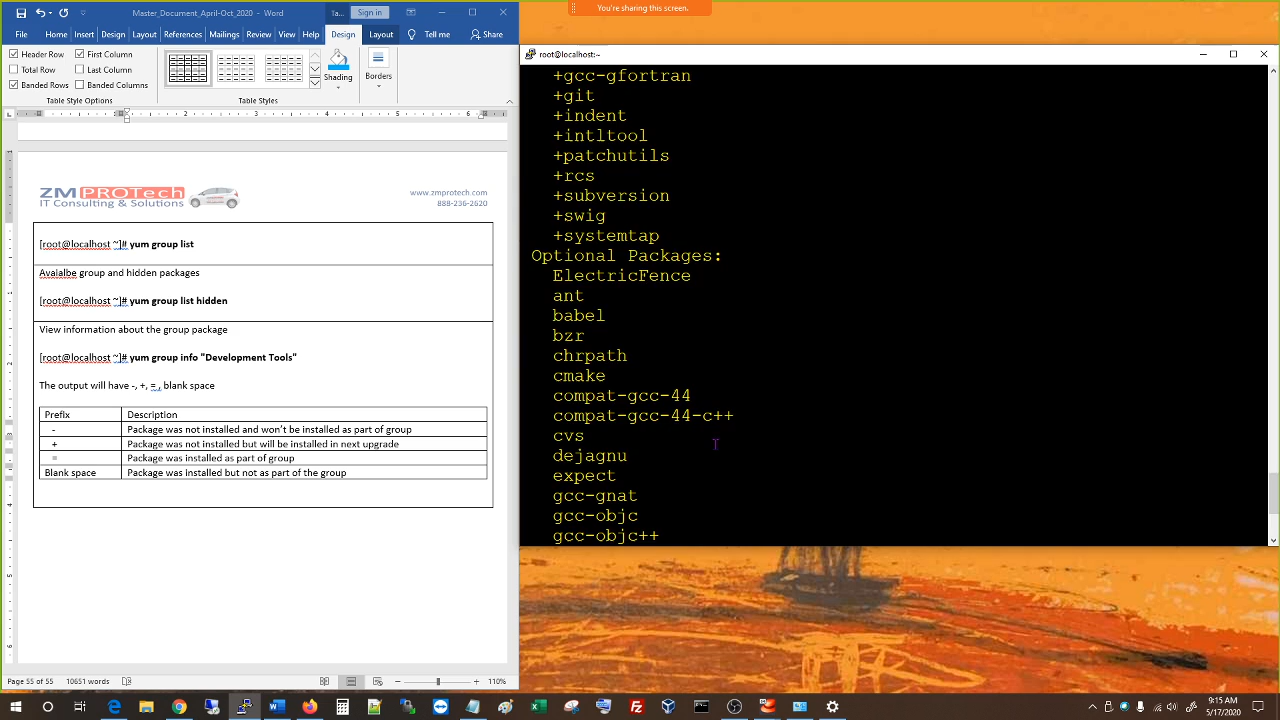 Master_Document_April-Oct_2020 - Word
Ta...
Sign in
You're sharing this screen.
File Home Insert Design Layout References Mailings Review View Help Design Layout Tell me Share
Header Row First Column
Total Row Last Column
Banded Rows Banded Columns
Table Style Options
Shading
Borders
Table Styles
ZM PROTech
IT Consulting & Solutions
www.zmprotech.com
888-236-2620
[root@localhost ~]# yum group list
Avaialbe group and hidden packages
[root@localhost ~]# yum group list hidden
View information about the group package
[root@localhost ~]# yum group info "Development Tools"
The output will have -, +, = , blank space
Prefix Description
- Package was not installed and won't be installed as part of group
+ Package was not installed but will be installed in next upgrade
= Package was installed as part of group
Blank space Package was installed but not as part of the group
Page 55 of 55 10651 words
110%
root@localhost:~
+gcc-gfortran
+git
+indent
+intltool
+patchutils
+rcs
+subversion
+swig
+systemtap
Optional Packages:
ElectricFence
ant
babel
bzr
chrpath
cmake
compat-gcc-44
compat-gcc-44-c++
cvs
dejagnu
expect
gcc-gnat
gcc-objc
gcc-objc++
9:15 AM
5/17/2020